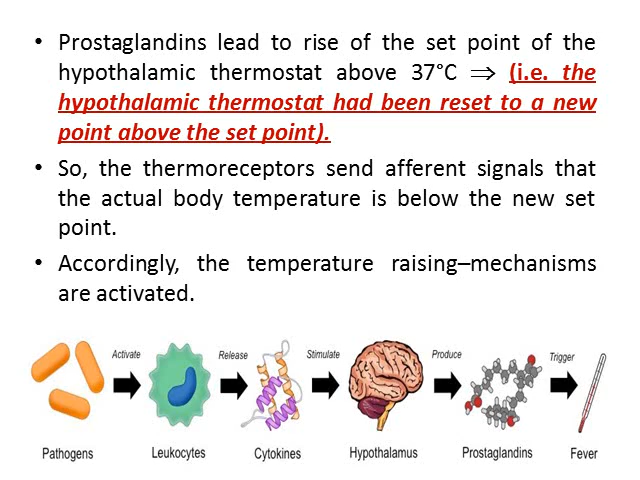 • Prostaglandins lead to rise of the set point of the
hypothalamic thermostat above 37°C ⇒ (i.e. the
hypothalamic thermostat had been reset to a new
point above the set point).
• So, the thermoreceptors send afferent signals that
the actual body temperature is below the new set
point.
• Accordingly, the temperature raising–mechanisms
are activated.
Activate Release Stimulate Produce Trigger
Pathogens Leukocytes Cytokines Hypothalamus Prostaglandins Fever